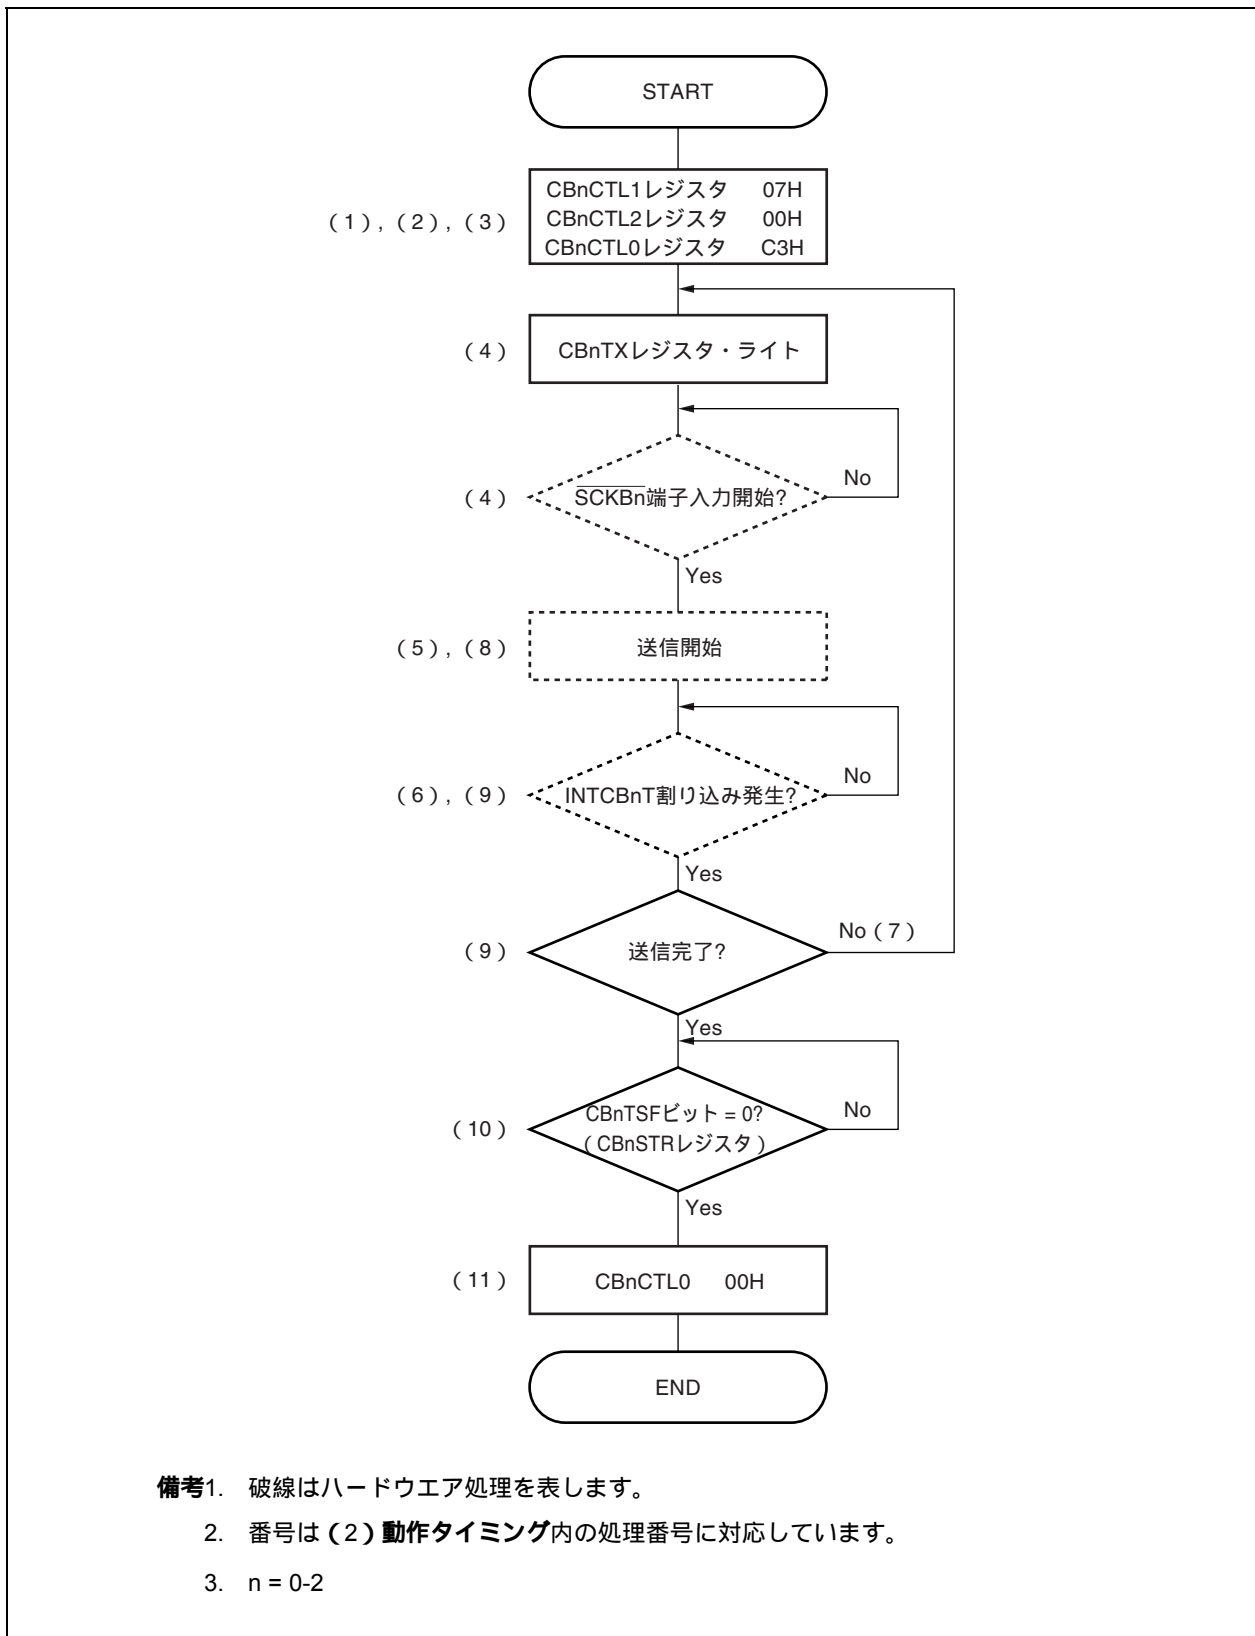 START
CBnCTL1レジスタ 07H
CBnCTL2レジスタ 00H
CBnCTL0レジスタ C3H
(1),(2),(3)
(4) CBnTXレジスタ・ライト
(4) SCKBn端子入力開始? No
Yes
(5),(8) 送信開始
(6),(9) INTCBnT割り込み発生? No
Yes
(9) 送信完了? No(7)
Yes
CBnTSFビット = 0? No
(10) (CBnSTRレジスタ)
Yes
(11) CBnCTL0 00H
END
備考1. 破線はハードウエア処理を表します。
2. 番号は(2)動作タイミング内の処理番号に対応しています。
3. n = 0-2